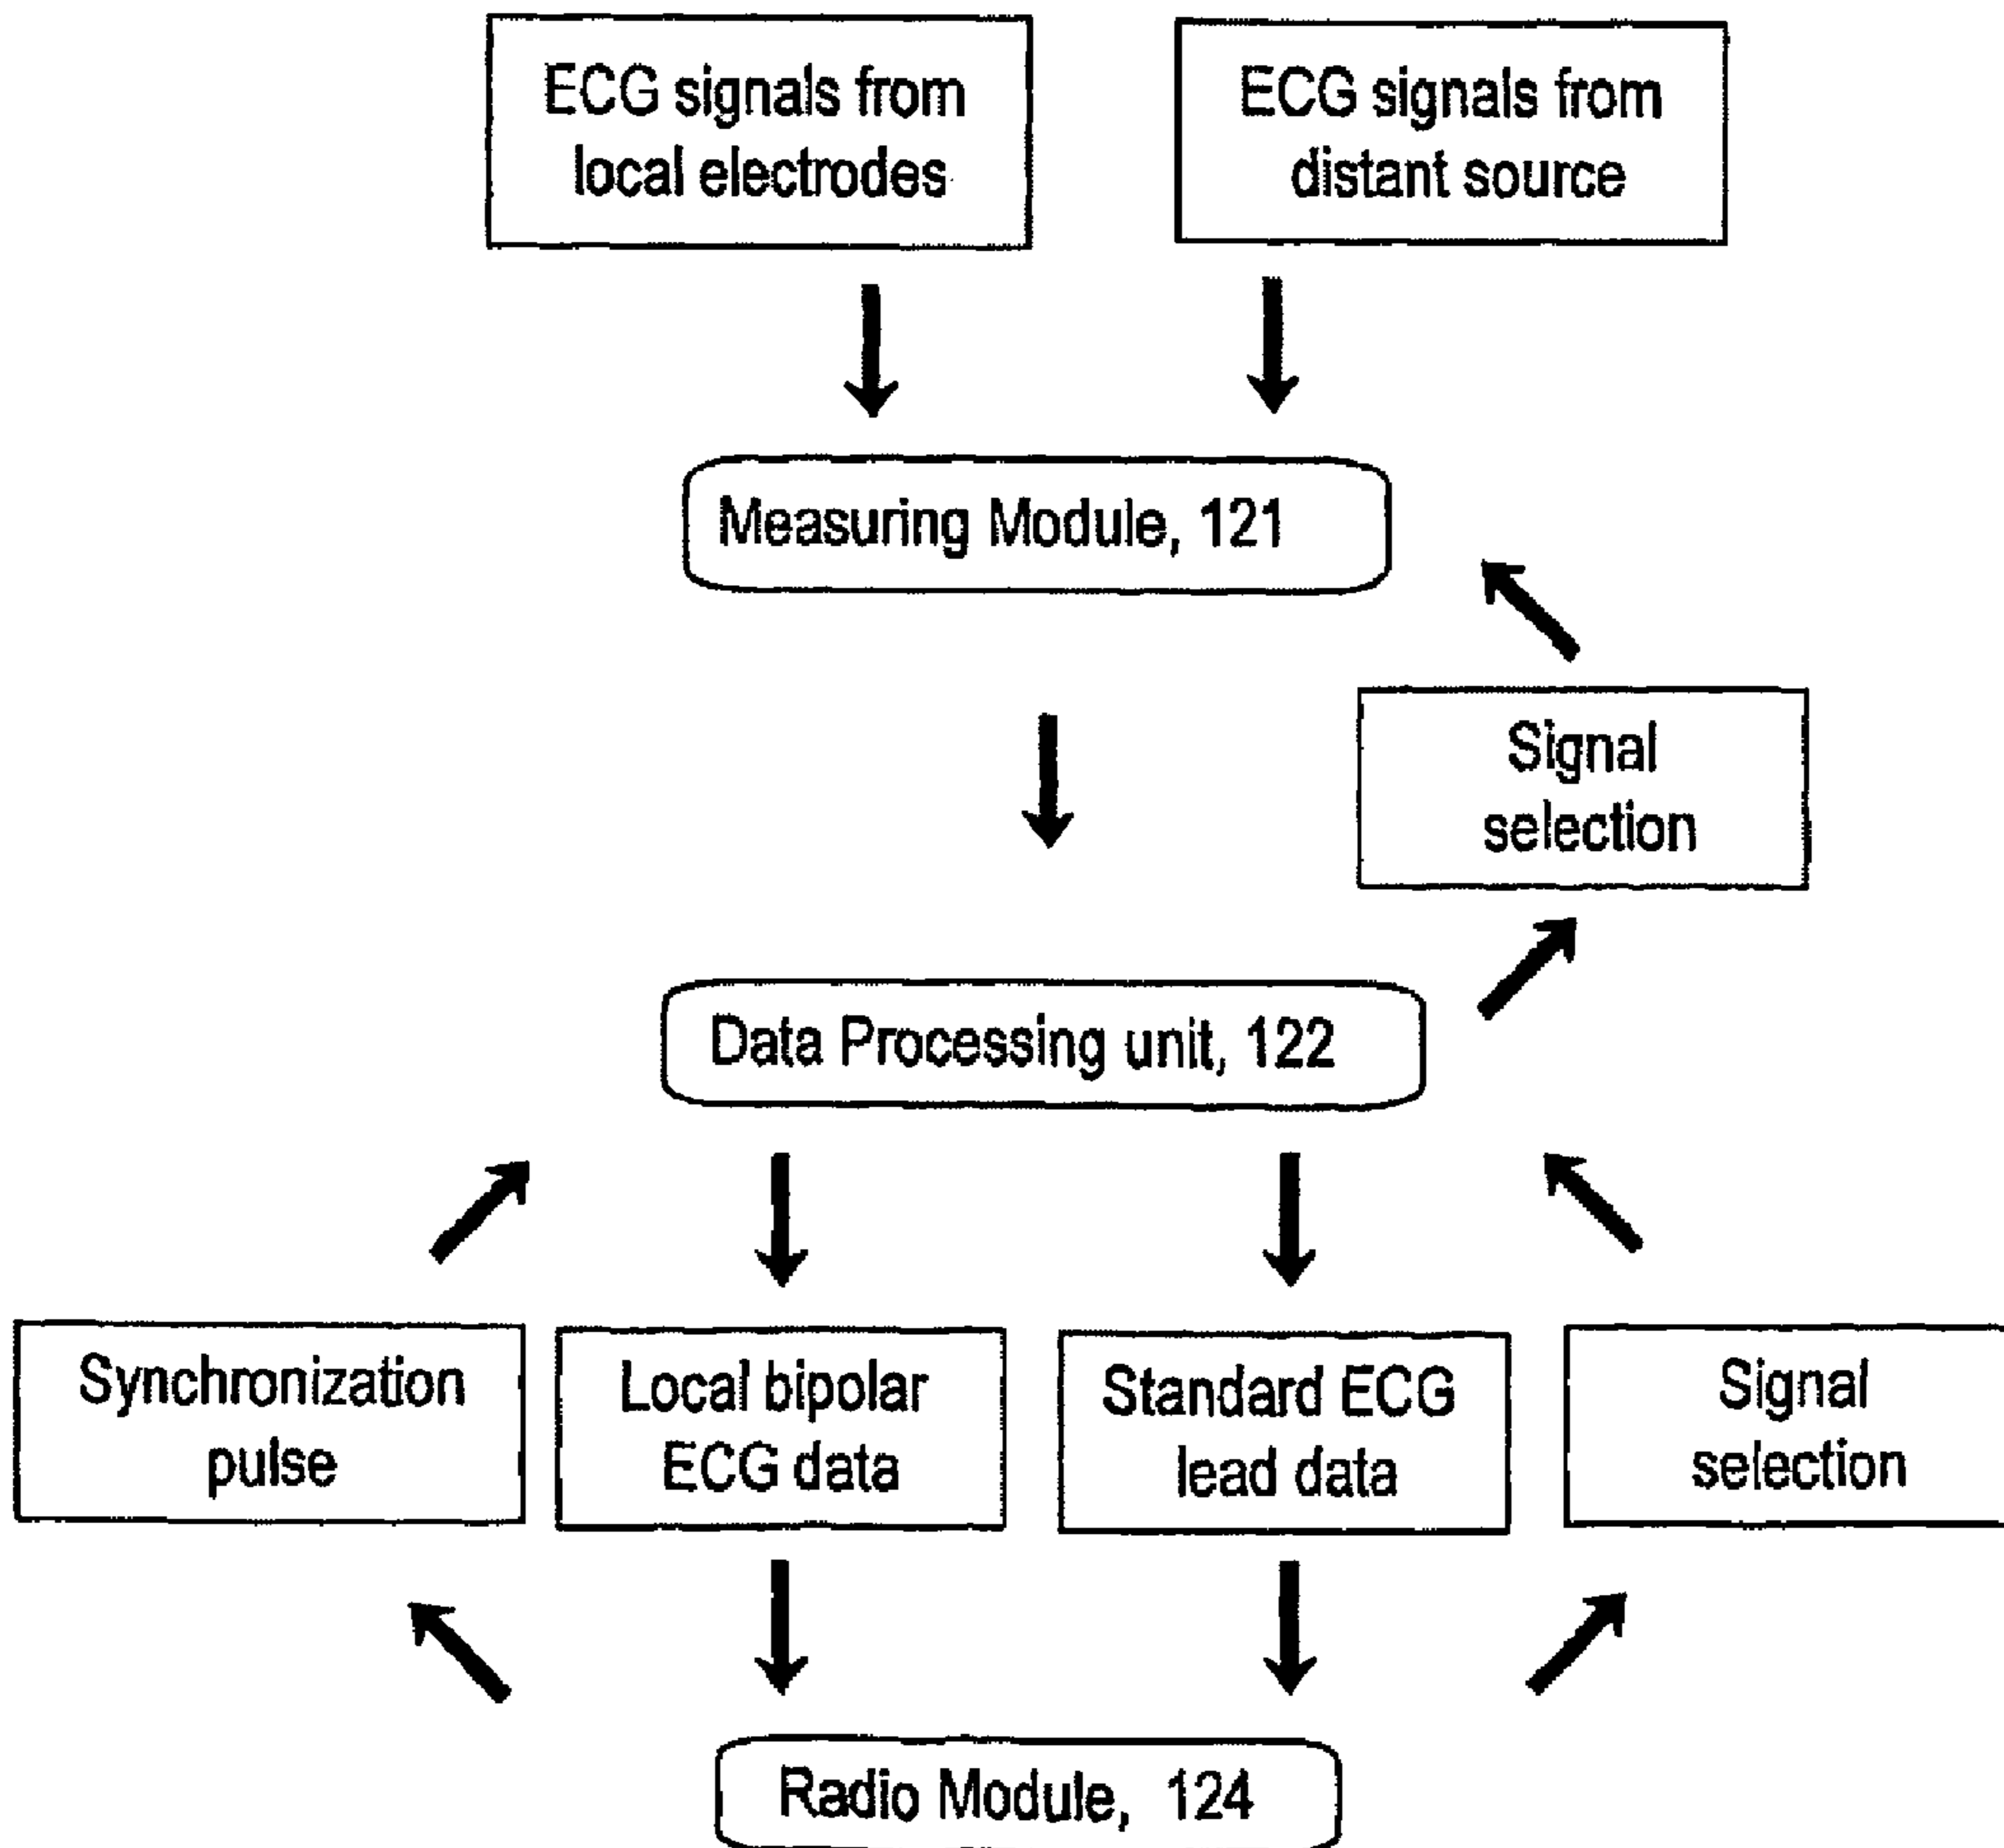 ECG signals from
local electrodes
ECG signals from
distant source
Measuring Module, 121
Signal
selection
Data Processing unit, 122
Synchronization
pulse
Local bipolar
ECG data
Standard ECG
lead data
Signal
selection
Radio Module, 124